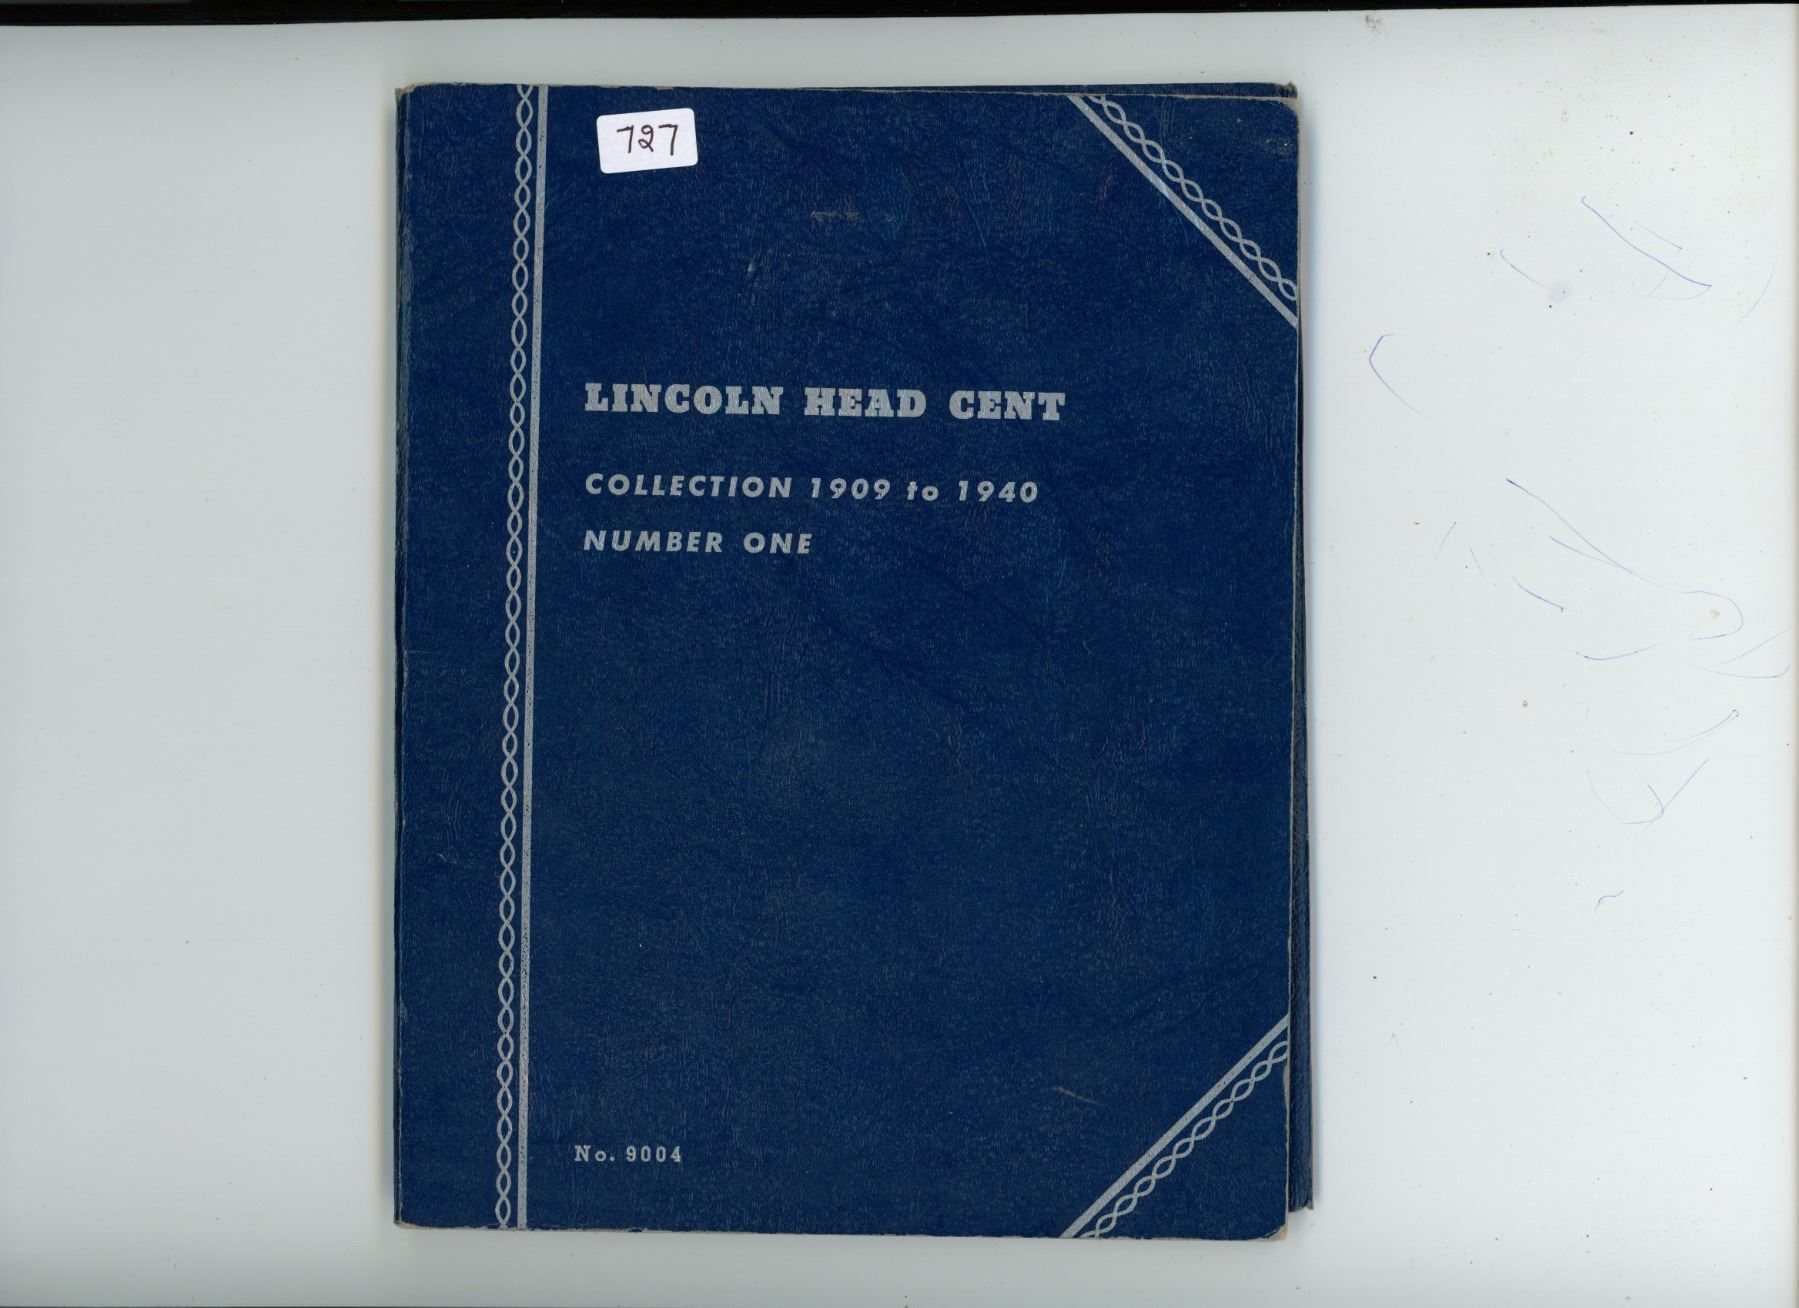 727
LINCOLN HEAD CENT
COLLECTION 1909 to 1940
NUMBER ONE
No. 9004